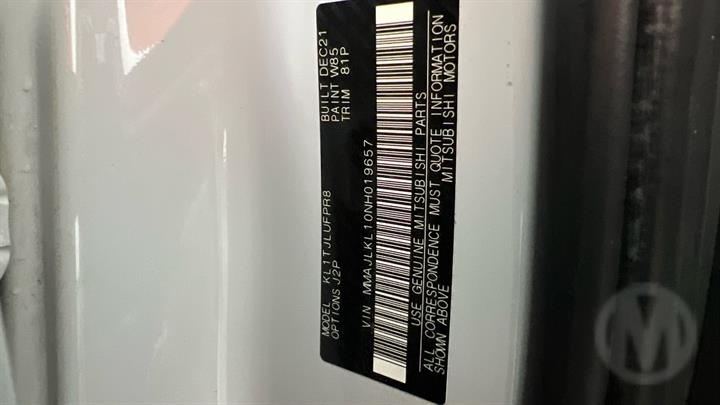 MODEL KL1TJLUFPR8 BUILT DEC21
OPTIONS J2P PAINT W85
TRIM 81P
VIN MMAJLKL10NH019657
USE GENUINE MITSUBISHI PARTS
ALL CORRESPONDENCE MUST QUOTE INFORMATION
SHOWN ABOVE MITSUBISHI MOTORS
M